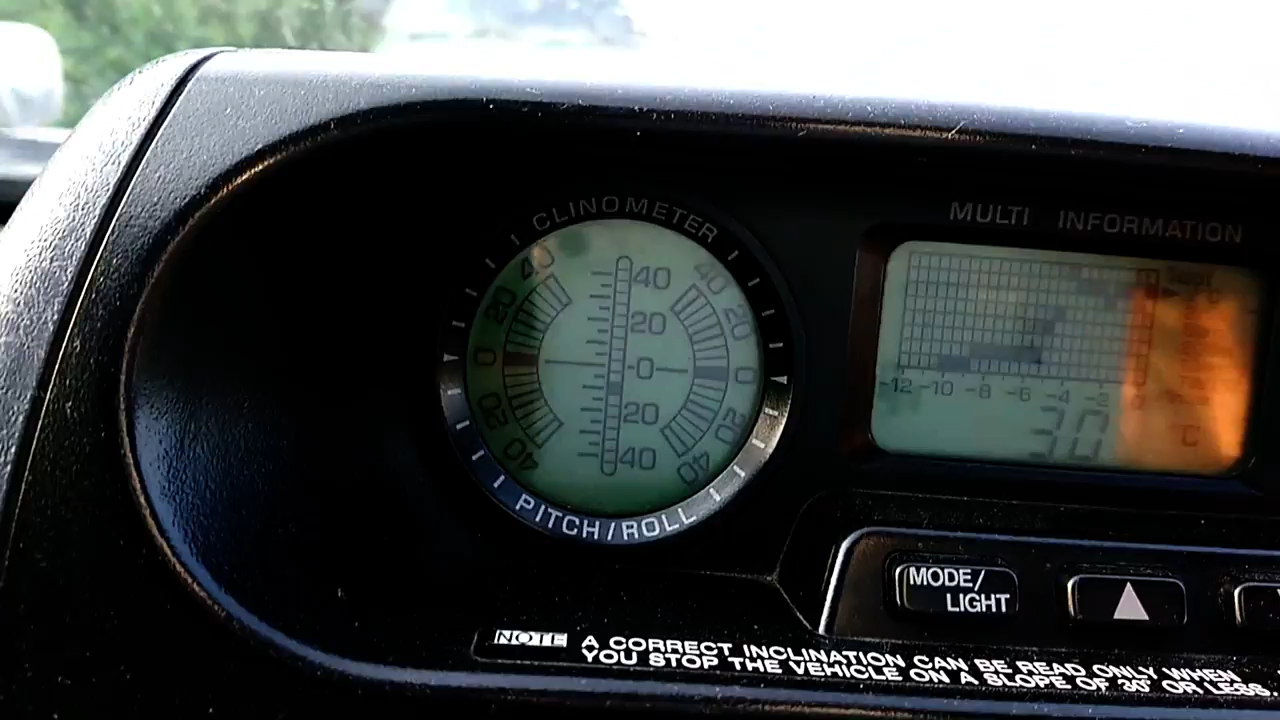 CLINOMETER
40 40 40
20 20 20
0 0 0
20 20 20
40 40 40
PITCH/ROLL
MULTI INFORMATION
-12 -10 -8 -6 -4 -2
30
C
MODE/
LIGHT
NOTE A CORRECT INCLINATION CAN BE READ ONLY WHEN
YOU STOP THE VEHICLE ON A SLOPE OF 30° OR LESS.